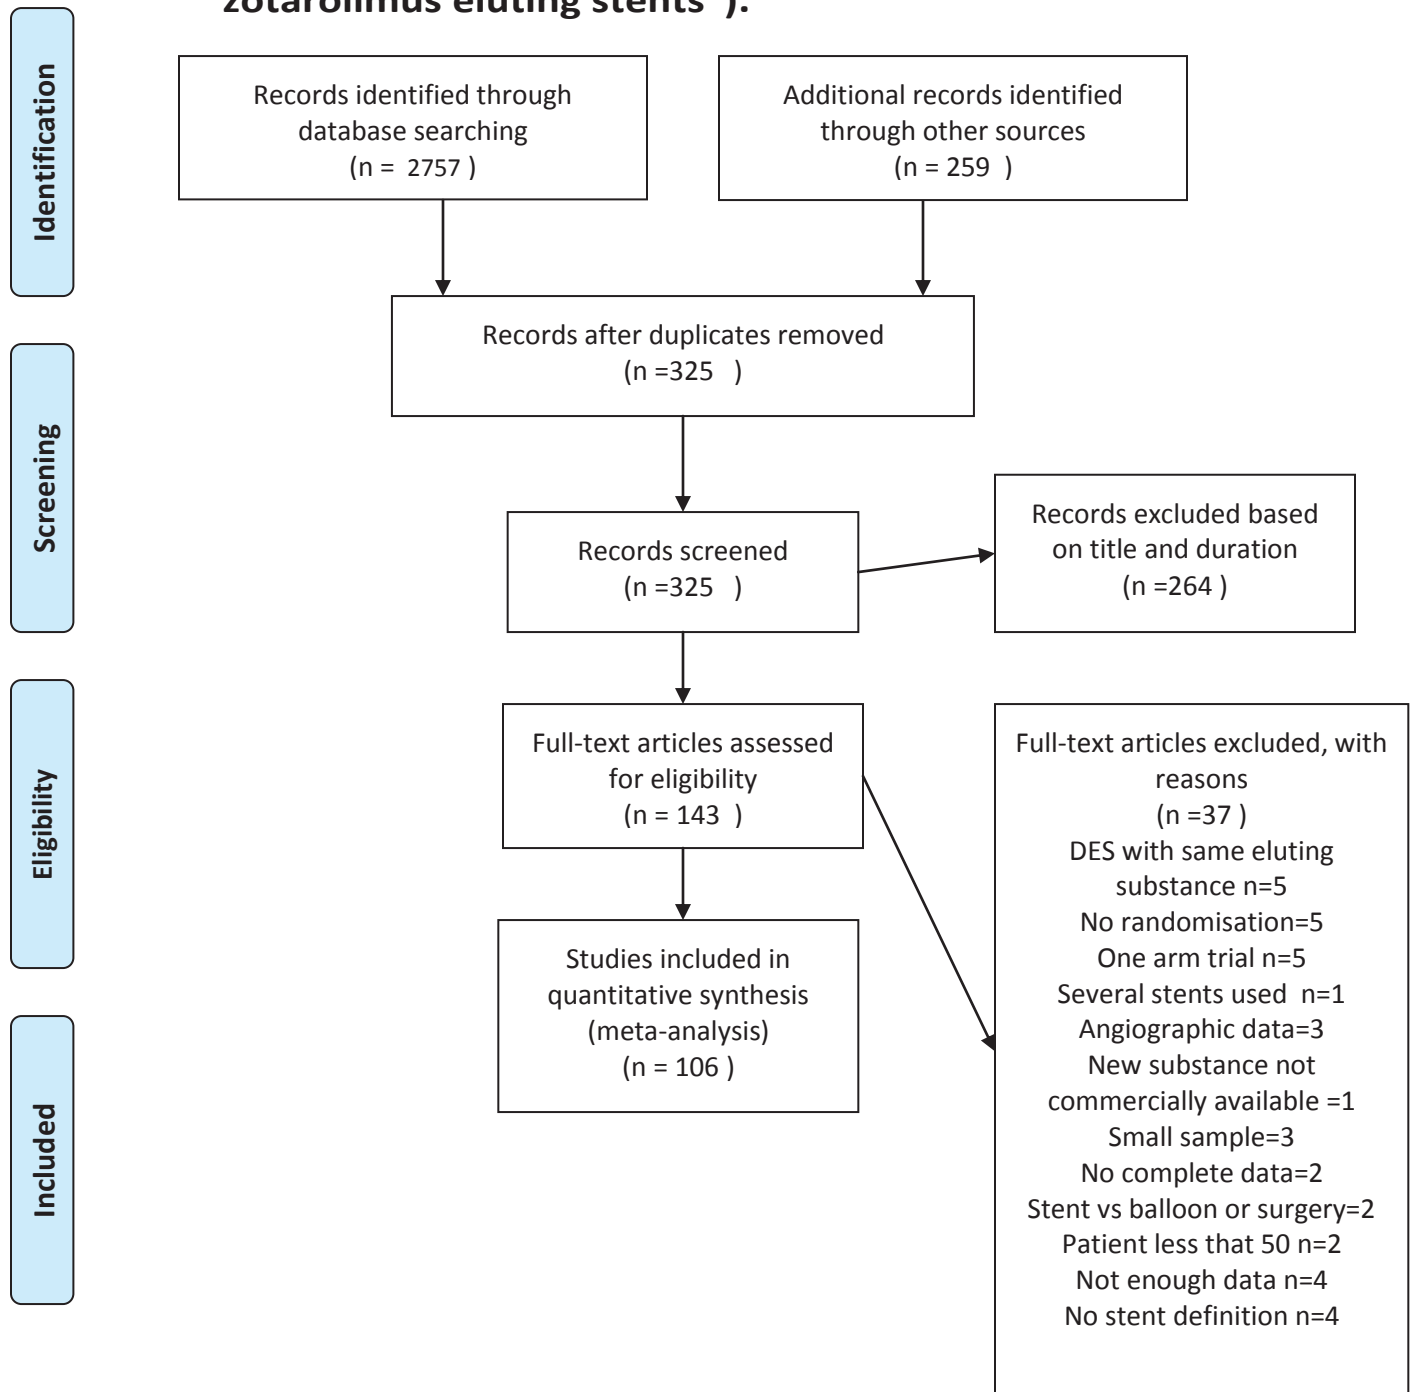 zotarolimus eluting stents ).
Identification
Records identified through
database searching
(n = 2757 )
Additional records identified
through other sources
(n = 259 )
Records after duplicates removed
(n =325 )
Screening
Records screened
(n =325 )
Records excluded based
on title and duration
(n =264 )
Eligibility
Full-text articles assessed
for eligibility
(n = 143 )
Full-text articles excluded, with
reasons
(n =37 )
DES with same eluting
substance n=5
No randomisation=5
One arm trial n=5
Several stents used n=1
Angiographic data=3
New substance not
commercially available =1
Small sample=3
No complete data=2
Stent vs balloon or surgery=2
Patient less that 50 n=2
Not enough data n=4
No stent definition n=4
Included
Studies included in
quantitative synthesis
(meta-analysis)
(n = 106 )